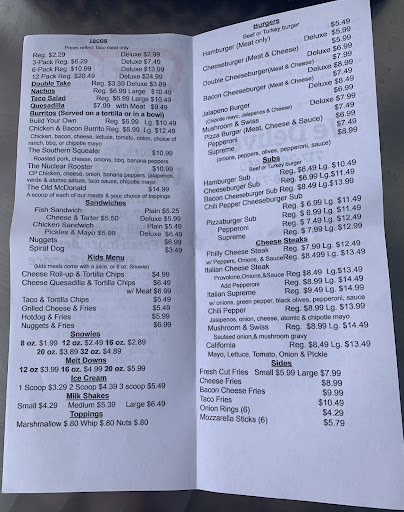 Tacos
Prices reflect Taco meat only
Reg. $2.29 Deluxe $2.99
3-Pack Reg. $6.29 Deluxe $7.49
6-Pack Reg. $10.99 Deluxe $13.99
12-Pack Reg. $20.49 Deluxe $24.99
Double Take Reg. $3.39 Deluxe $3.89
Nachos Reg. $6.99 Large $10.49
Taco Salad Reg. $6.99 Large $10.49
Quesadilla $7.99 with Meat $9.49
Burritos (Served on a tortilla or in a bowl)
Build Your Own Reg. $6.99 Lg. $10.49
Chicken & Bacon Burrito Reg. $8.99 Lg. $12.49
Chicken, bacon, cheese, lettuce, tomato, onion, choice of
ranch, bbq, or chipotle mayo
The Southern Squealer $10.99
Roasted pork, cheese, onions, bbq, banana peppers
The Nuclear Rooster $10.99
CP Chicken, cheese, onion, banana peppers, jalapenos,
verde & atomic salsas, taco sauce, chipotle mayo
The Old McDonald $14.99
A scoop of each of our meats & your choice of toppings
Sandwiches
Fish Sandwich Plain $5.25
Cheese & Tarter $5.50 Deluxe $5.99
Chicken Sandwich Plain $5.49
Pickles & Mayo $5.99 Deluxe $6.49
Nuggets $6.99
Spiral Dog $3.49
Kids Menu
(kids meals come with a juice, or 8 oz. Snowie)
Cheese Roll-up & Tortilla Chips $4.99
Cheese Quesadilla & Tortilla Chips $6.49
w/ Meat $6.99
Taco & Tortilla Chips $5.49
Grilled Cheese & Fries $5.49
Hotdog & Fries $5.99
Nuggets & Fries $6.99
Snowies
8 oz. $1.99 12 oz. $2.49 16 oz. $2.89
20 oz. $3.89 32 oz. $4.89
Melt Downs
12 oz $3.99 16 oz. $4.99 20 oz. $5.99
Ice Cream
1 Scoop $3.29 2 Scoop $4.39 3 scoop $5.49
Milk Shakes
Small $4.29 Medium $5.39 Large $6.49
Toppings
Marshmallow $.80 Whip $.80 Nuts $.80
Burgers
Beef or Turkey burger
Hamburger (Meat only) $5.49
Deluxe $5.99
Cheeseburger (Meat & Cheese) $5.99
Deluxe $6.99
Double Cheeseburger(Meat & Cheese) $7.99
Deluxe $8.99
Bacon Cheeseburger (Meat & Cheese) $7.49
Deluxe $8.49
Jalapeno Burger $6.99
(Chipotle mayo, Jalapenos & Cheese) Deluxe $7.99
Mushroom & Swiss $7.49
Pizza Burger (Meat, Cheese & Sauce) $5.99
Pepperoni $7.49
Supreme $8.99
(onions, peppers, olives, pepperoni, sauce)
Subs
Beef or Turkey burger
Hamburger Sub Reg. $6.49 Lg. $10.49
Cheeseburger Sub Reg. $6.99 Lg. $11.49
Bacon Cheeseburger Sub Reg. $8.49 Lg. $13.99
Chili Pepper Cheeseburger Sub
Reg. $ 6.99 Lg. $11.49
Pizzaburger Sub Reg. $ 6.99 Lg. $11.49
Pepperoni Reg. $ 7.49 Lg. $12.49
Supreme Reg. $ 7.99 Lg. $12.99
Cheese Steaks
Philly Cheese Steak Reg. $7.99 Lg. $12.49
w/ Peppers, Onions, & Sauce Reg. $8.499 Lg. $13.49
Italian Cheese Steak
Provolone,Onions,&Sauce Reg $8.49 Lg.$13.49
Add Pepperoni Reg. $8.99 Lg. $14.49
Italian Supreme Reg. $9.49 Lg. $14.99
w/ onions, green pepper, black olives, pepperoni, sauce
Chili Pepper Reg. $8.99 Lg. $13.99
Jalapenos, onion, cheese, atomic & chipotle mayo
Mushroom & Swiss Reg. $8.99 Lg. $14.49
Sauteed onion,& mushroom gravy
California Reg. $8.49 Lg. $13.49
Mayo, Lettuce, Tomato, Onion & Pickle
Sides
Fresh Cut Fries Small $5.99 Large $7.99
Cheese Fries $8.99
Bacon Cheese Fries $9.99
Taco Fries $10.49
Onion Rings (6) $4.29
Mozzarella Sticks (6) $5.79